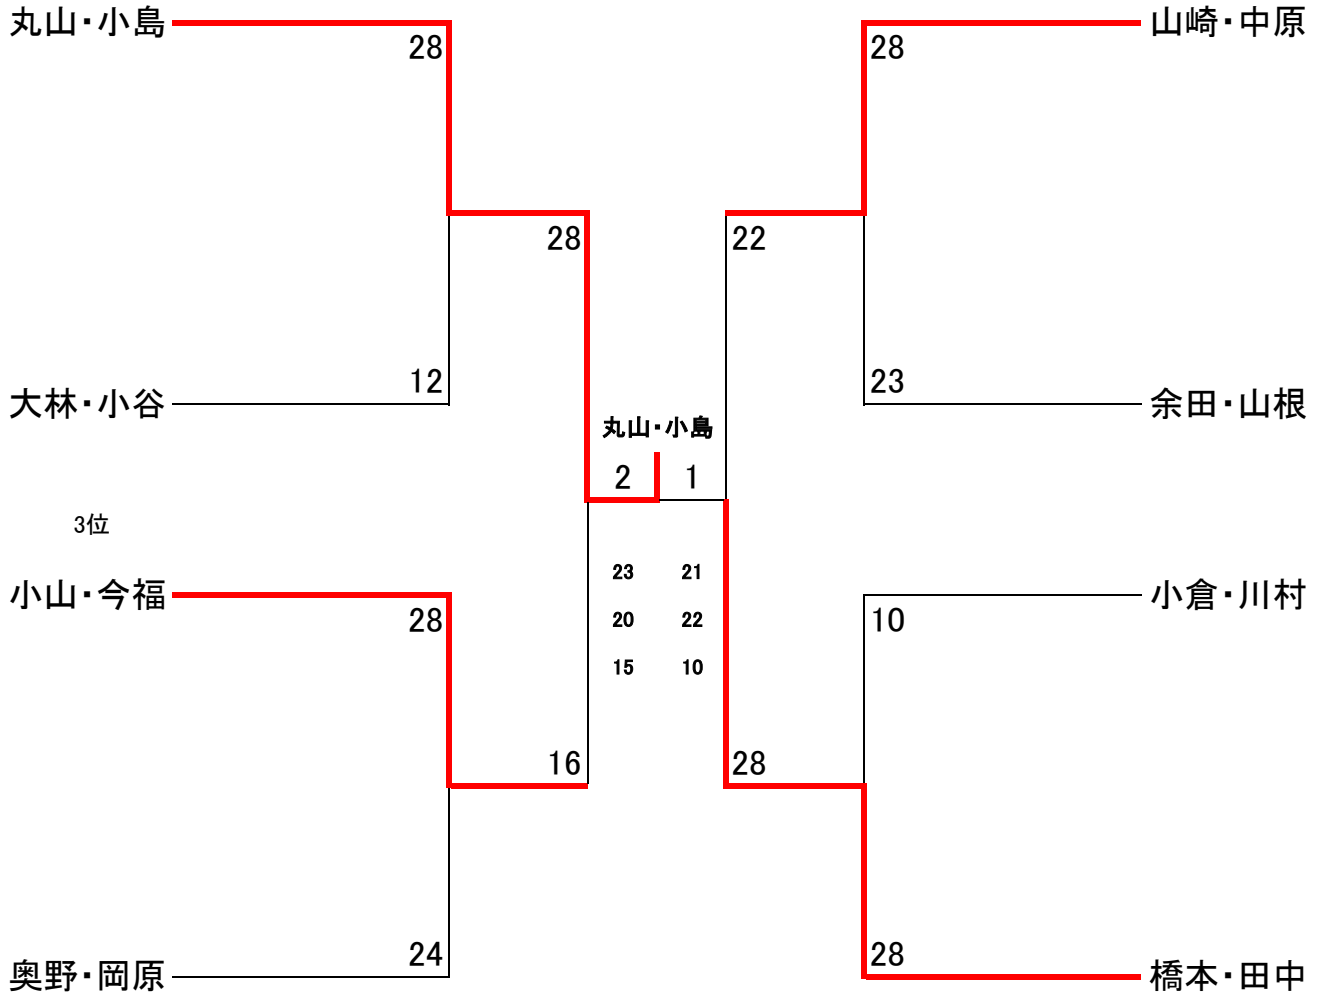 丸山・小島
山崎・中原
28
28
28
22
12
23
大林・小谷
余田・山根
丸山・小島
2 1
3位
23 21
小山・今福
小倉・川村
28
20 22
10
15 10
16
28
24
28
奥野・岡原
橋本・田中